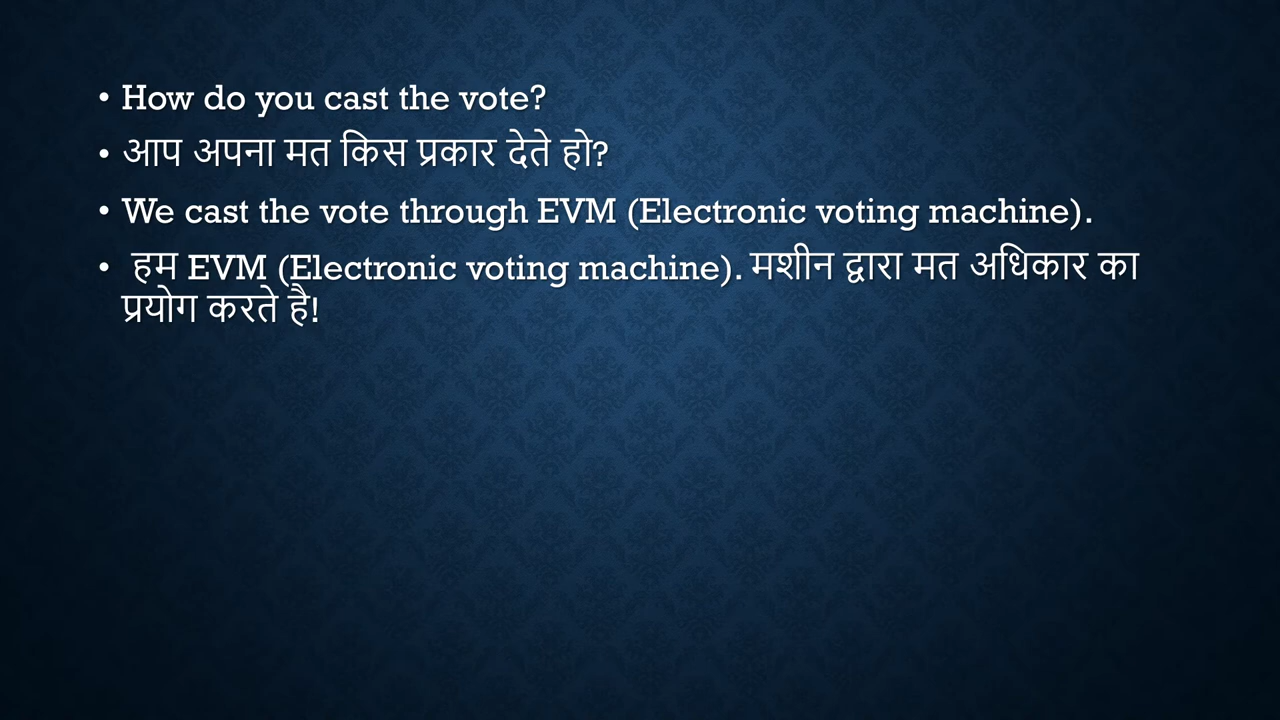 • How do you cast the vote?
• आप अपना मत किस प्रकार देते हो?
• We cast the vote through EVM (Electronic voting machine).
• हम EVM (Electronic voting machine). मशीन द्वारा मत अधिकार का
प्रयोग करते है!